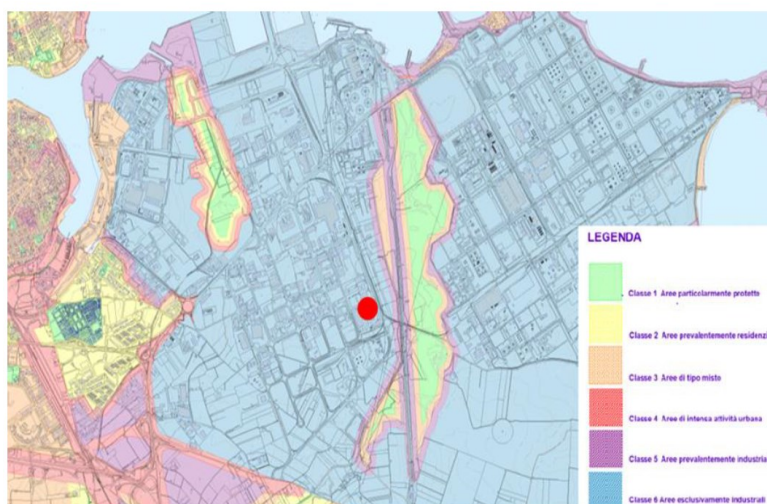 LEGENDA
Classe 1 Aree particolarmente protette
Classe 2 Aree prevalentemente residenzi
Classe 3 Aree di tipo misto
Classe 4 Aree di intensa attività urbana
Classe 5 Aree prevalentemente industria
Classe 6 Aree esclusivamente Industriali